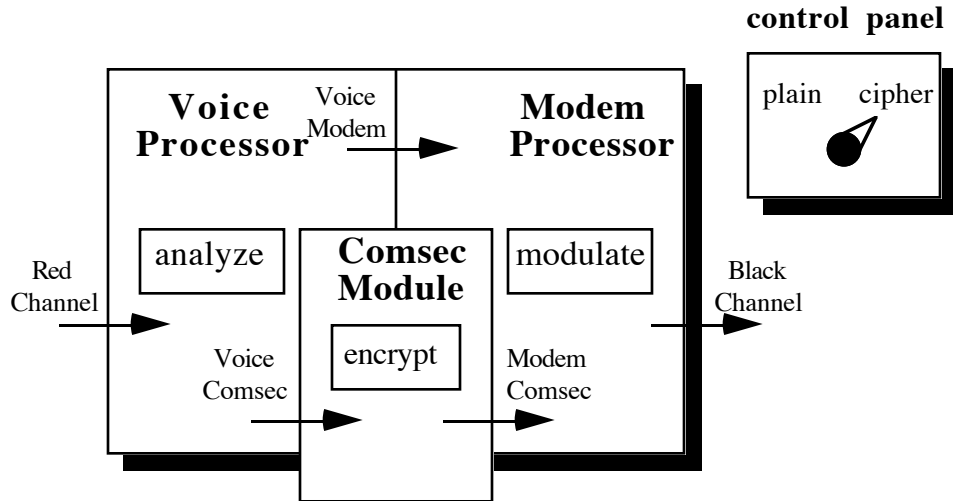 control panel
plain cipher
Voice
Processor
Voice
Modem
Modem
Processor
analyze
Comsec
Module
modulate
Red
Channel
Black
Channel
encrypt
Voice
Comsec
Modem
Comsec